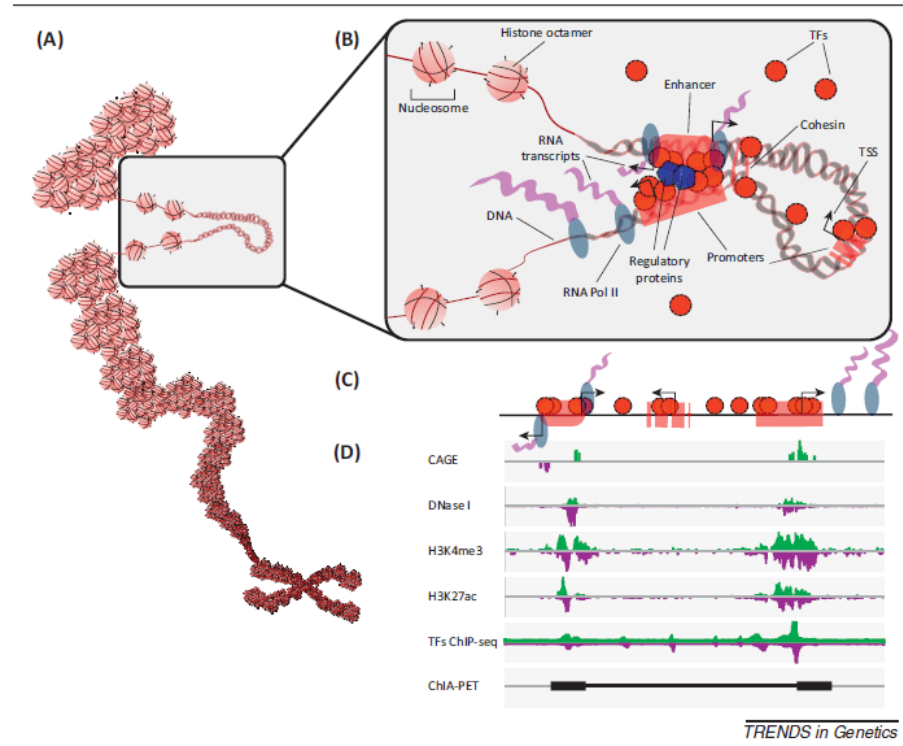 (A)
(B)
Histone octamer
TFs
Nucleosome
Enhancer
RNA
transcripts
Cohesin
TSS
DNA
Regulatory
proteins
Promoters
RNA Pol II
(C)
(D)
CAGE
DNase I
H3K4me3
H3K27ac
TFs ChIP-seq
ChIA-PET
TRENDS in Genetics